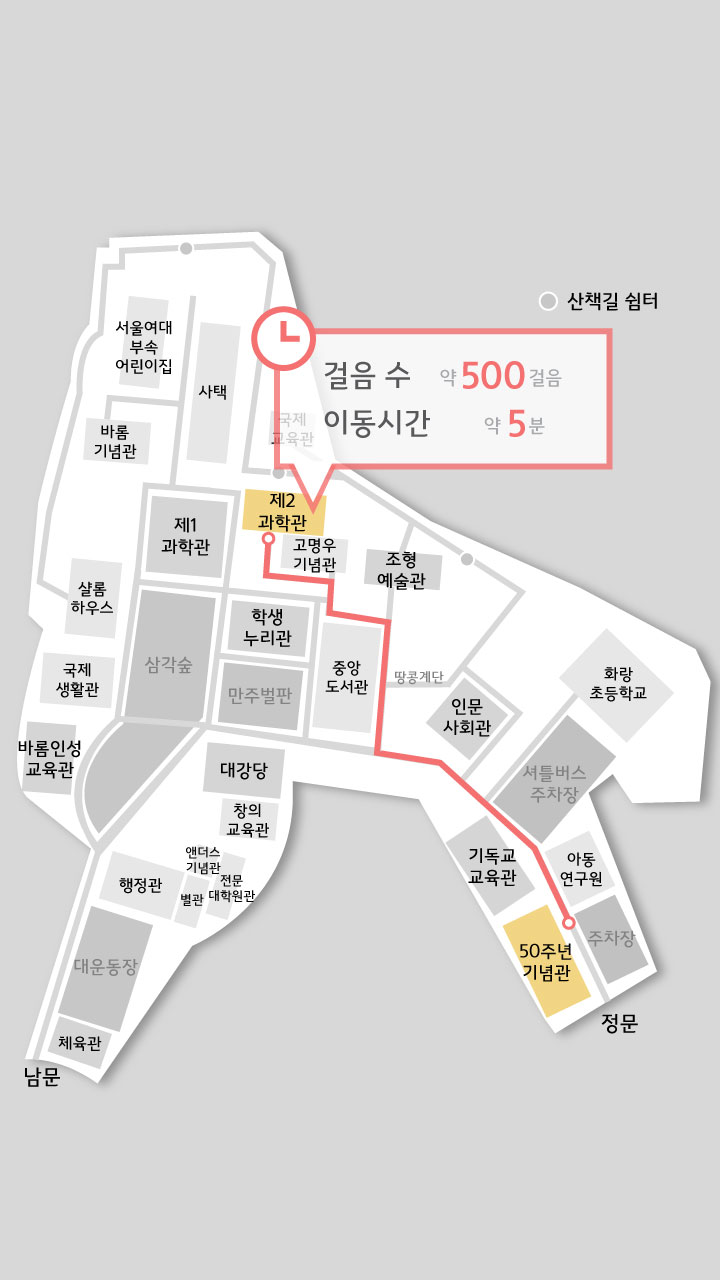 산책길 쉼터
서울여대
부속
어린이집
사택
걸음 수 약 500 걸음
이동시간 약 5분
국제
교육관
바롬
기념관
제2
과학관
제1
과학관
고명우
기념관
조형
예술관
샬롬
하우스
학생
누리관
삼각숲
국제
생활관
만주벌판
중앙
도서관
땅콩계단
화랑
초등학교
인문
사회관
바롬인성
교육관
대강당
셔틀버스
주차장
창의
교육관
앤더스
기념관
전문
대학원관
행정관
별관
기독교
교육관
아동
연구원
대운동장
50주년
기념관
주차장
체육관
정문
남문